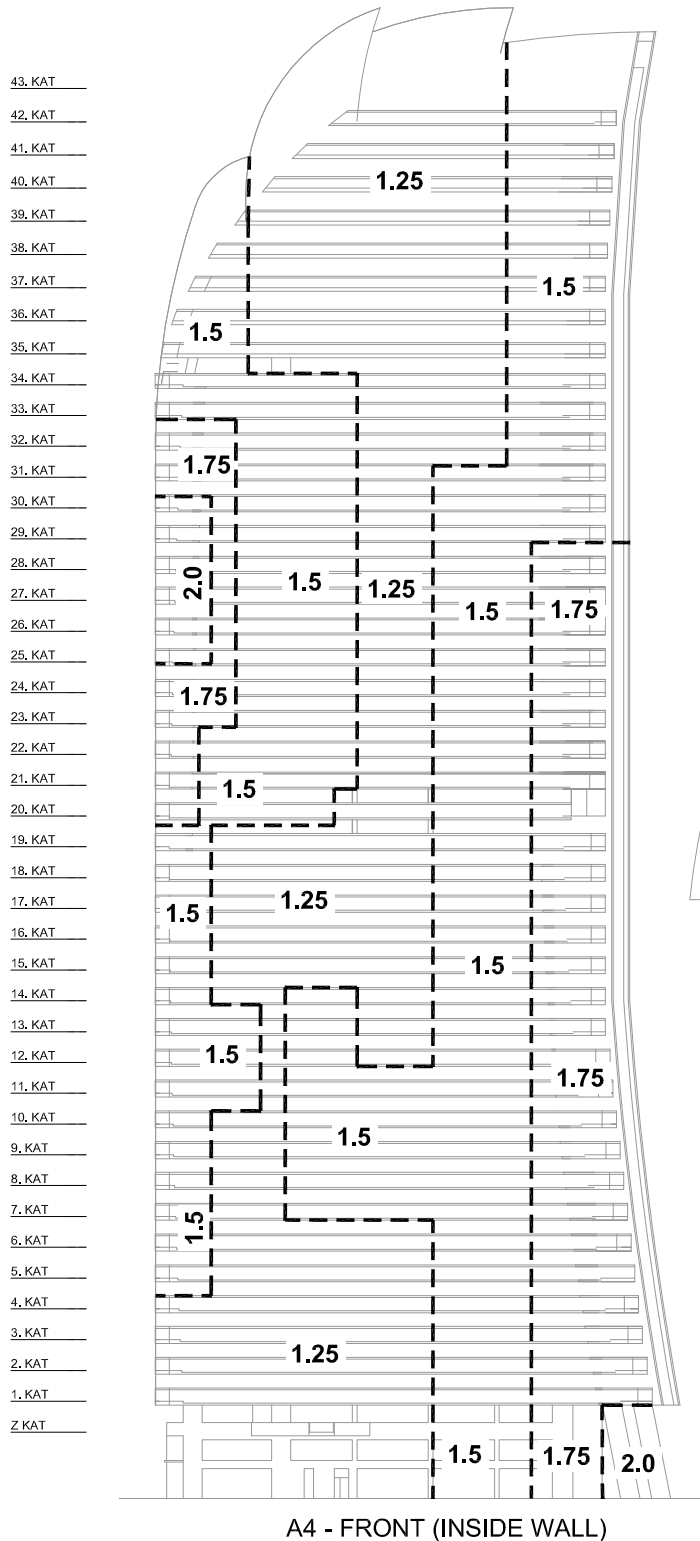 43. KAT
42. KAT
41. KAT
1.25
40. KAT
39. KAT
38. KAT
37. KAT
1.5
36. KAT
1.5
35. KAT
34. KAT
33. KAT
32. KAT
1.75
31. KAT
30. KAT
29. KAT
28. KAT
2.0
1.5
1.25
1.5
1.75
27. KAT
26. KAT
25. KAT
24. KAT
1.75
23. KAT
22. KAT
21. KAT
1.5
20. KAT
19. KAT
18. KAT
17. KAT
1.5
1.25
16. KAT
15. KAT
1.5
14. KAT
13. KAT
12. KAT
1.5
1.75
11. KAT
10. KAT
1.5
9. KAT
8. KAT
7. KAT
1.5
6. KAT
5. KAT
4. KAT
3. KAT
1.25
2. KAT
1. KAT
Z KAT
1.5
1.75
2.0
A4 - FRONT (INSIDE WALL)